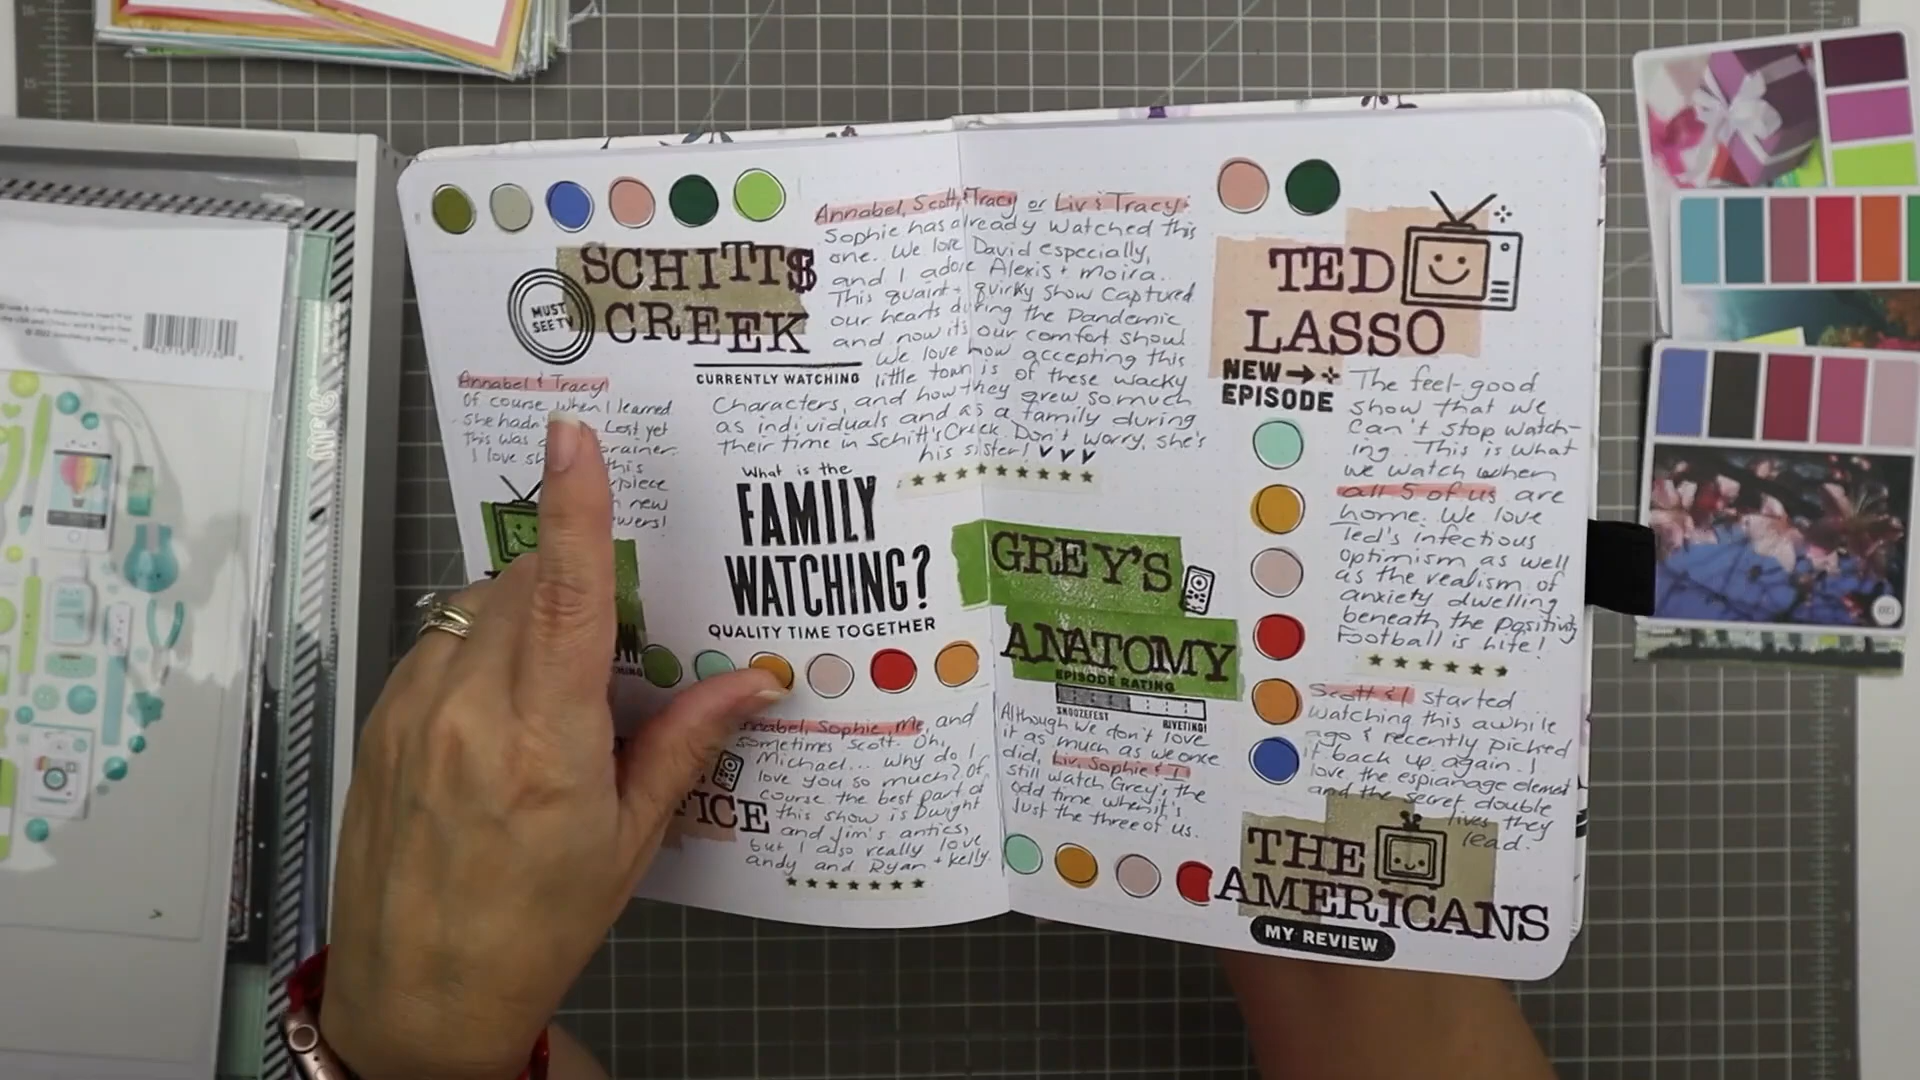 SCHITT$
CREEK
MUST
SEE TV
CURRENTLY WATCHING
Annabel, Scott, & Tracy or Liv & Tracy:
Sophie has already watched this
one. We love David especially,
and I adore Alexis + Moira.
This quaint + quirky show captured
our hearts during the Pandemic
and now it's our comfort show!
We love how accepting this
little town is of these wacky
Characters, and how they grew so much
as individuals and as a family during
their time in Schitt's Creek. Don't worry, she's
his sister!
Annabel & Tracy
Of course when I learned
she hadn't Lost yet
this was a brainer.
I love this
piece
new
What is the
FAMILY
WATCHING?
QUALITY TIME TOGETHER
Annabel, Sophie, Me, and
sometimes Scott. Oh,
Michael... why do I
love you so much? Of
course the best part of
this show is Dwight
and Jim's antics,
but I also really love
andy and Ryan + Kelly.
FICE
GREY'S
ANATOMY
EPISODE RATING
SNOOZEFEST
RIVETING!
Although we don't love
it as much as we once
did, Liv, Sophie & I
still watch Grey's the
odd time when it's
just the three of us.
TED
LASSO
NEW
EPISODE
The feel-good
show that we
can't stop watch-
ing. This is what
we watch when
all 5 of us are
home. We love
Ted's infectious
optimism as well
as the realism of
anxiety dwelling
beneath the positivity
Football is life!
Scott & I started
watching this awhile
ago & recently picked
it back up again. I
love the espionage element
and the secret double
lives they
lead.
THE
AMERICANS
MY REVIEW